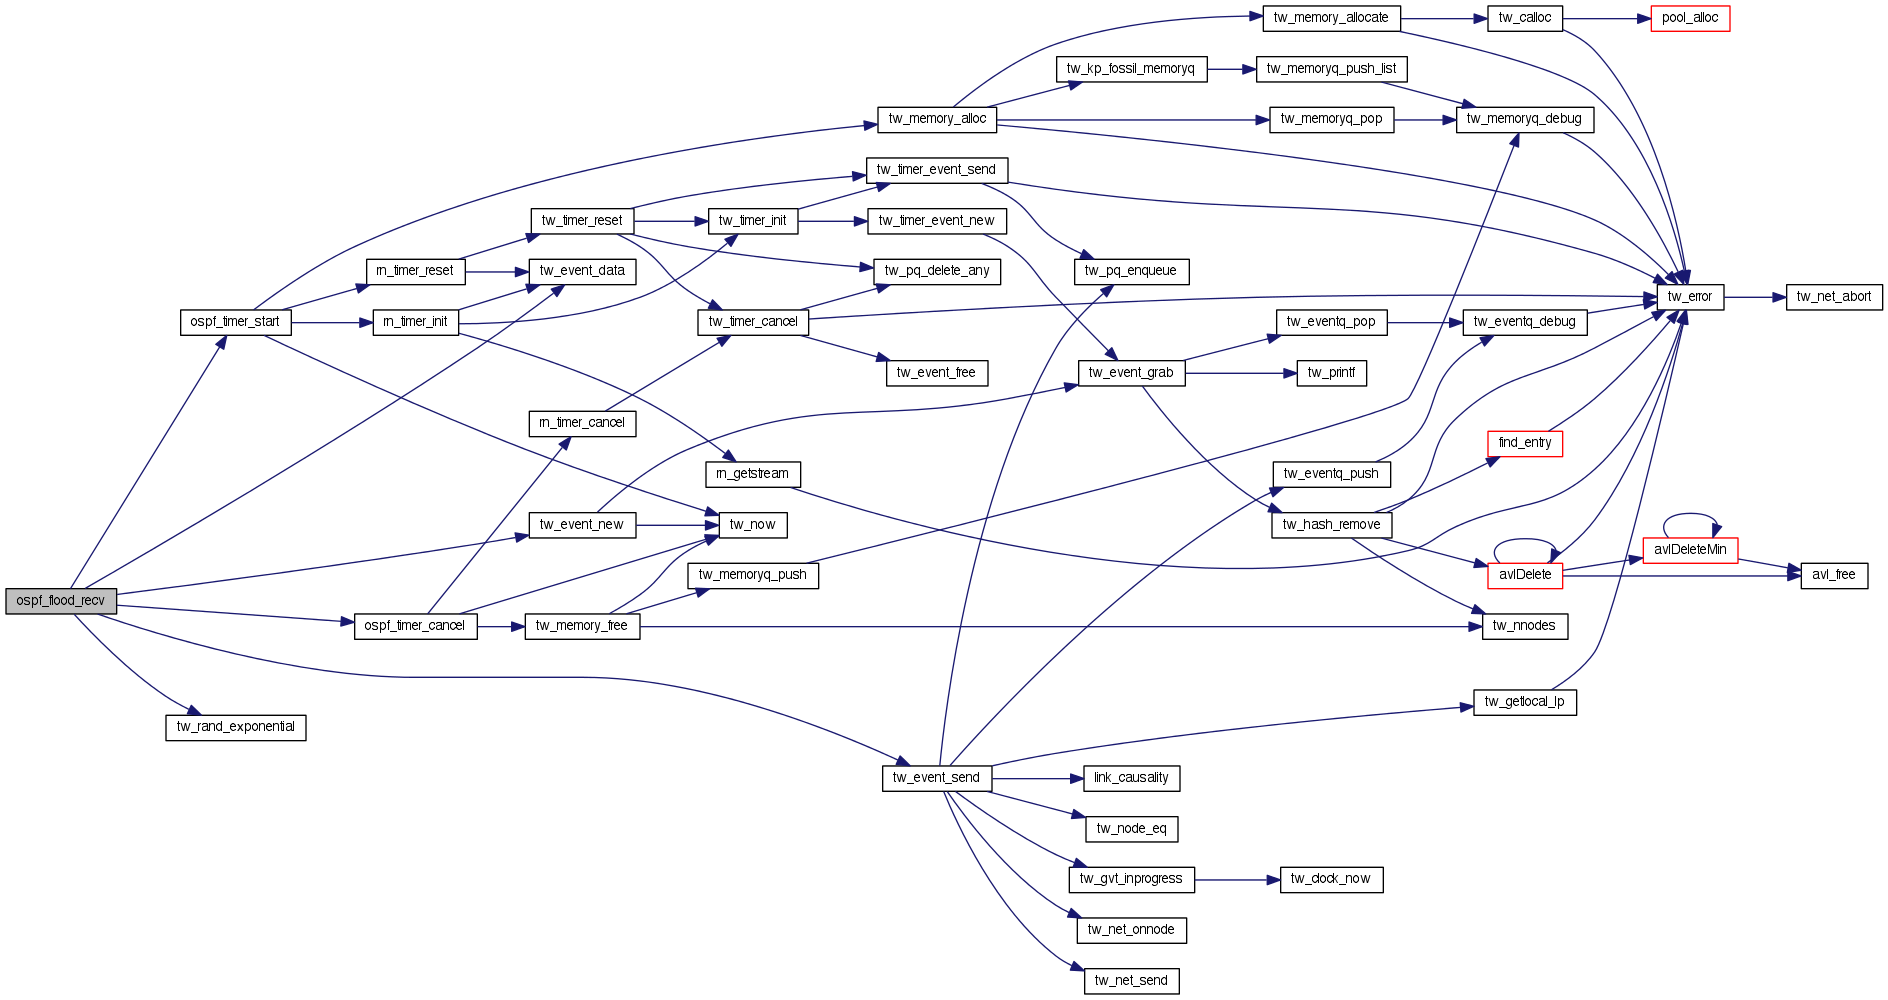 tw_memory_allocate
tw_calloc
pool_alloc
tw_kp_fossil_memoryq
tw_memoryq_push_list
tw_memory_alloc
tw_memoryq_pop
tw_memoryq_debug
tw_timer_event_send
tw_timer_reset
tw_timer_init
tw_timer_event_new
rn_timer_reset
tw_event_data
tw_pq_delete_any
tw_pq_enqueue
tw_error
tw_net_abort
ospf_timer_start
rn_timer_init
tw_timer_cancel
tw_eventq_pop
tw_eventq_debug
tw_event_free
tw_event_grab
tw_printf
rn_timer_cancel
find_entry
rn_getstream
tw_eventq_push
tw_event_new
tw_now
tw_hash_remove
avlDeleteMin
tw_memoryq_push
avlDelete
avl_free
ospf_flood_recv
ospf_timer_cancel
tw_memory_free
tw_nnodes
tw_getlocal_lp
tw_rand_exponential
tw_event_send
link_causality
tw_node_eq
tw_gvt_inprogress
tw_clock_now
tw_net_onnode
tw_net_send